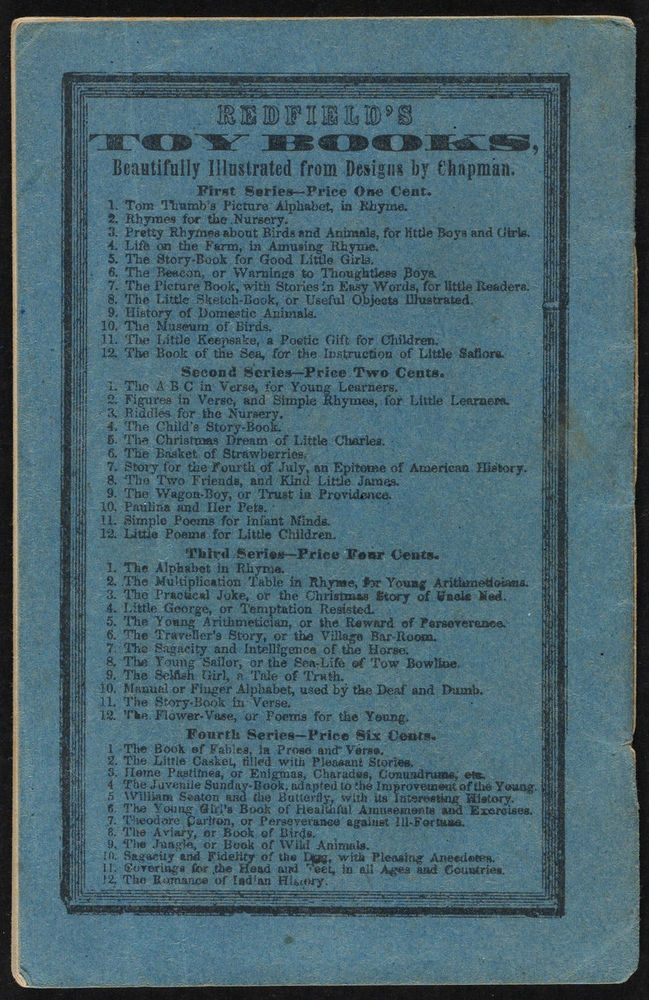 REDFIELD'S
TOY BOOKS,
Beautifully Illustrated from Designs by Chapman.
First Series—Price One Cent.
1. Tom Thumb's Picture Alphabet, in Rhyme.
2. Rhymes for the Nursery.
3. Pretty Rhymes about Birds and Animals, for little Boys and Girls.
4. Life on the Farm, in Amusing Rhyme.
5. The Story-Book for Good Little Girls.
6. The Beacon, or Warnings to Thoughtless Boys.
7. The Picture Book, with Stories in Easy Words, for little Readers.
8. The Little Sketch-Book, or Useful Objects Illustrated.
9. History of Domestic Animals.
10. The Museum of Birds.
11. The Little Keepsake, a Poetic Gift for Children.
12. The Book of the Sea, for the Instruction of Little Sailors.
Second Series—Price Two Cents.
1. The A B C in Verse, for Young Learners.
2. Figures in Verse, and Simple Rhymes, for Little Learners.
3. Riddles for the Nursery.
4. The Child's Story-Book.
5. The Christmas Dream of Little Charles.
6. The Basket of Strawberries.
7. Story for the Fourth of July, an Epitome of American History.
8. The Two Friends, and Kind Little James.
9. The Wagon-Boy, or Trust in Providence.
10. Paulina and Her Pets.
11. Simple Poems for Infant Minds.
12. Little Poems for Little Children.
Third Series—Price Four Cents.
1. The Alphabet in Rhyme.
2. The Multiplication Table in Rhyme, for Young Arithmeticians.
3. The Practical Joke, or the Christmas Story of Uncle Ned.
4. Little George, or Temptation Resisted.
5. The Young Arithmetician, or the Reward of Perseverance.
6. The Traveller's Story, or the Village Bar-Room.
7. The Sagacity and Intelligence of the Horse.
8. The Young Sailor, or the Sea-Life of Tow Bowline.
9. The Selfish Girl, a Tale of Truth.
10. Manual or Finger Alphabet, used by the Deaf and Dumb.
11. The Story-Book in Verse.
12. The Flower-Vase, or Poems for the Young.
Fourth Series—Price Six Cents.
1 The Book of Fables, in Prose and Verse.
2. The Little Casket, filled with Pleasant Stories.
3. Home Pastimes, or Enigmas, Charades, Conundrums, etc.
4 The Juvenile Sunday-Book, adapted to the Improvement of the Young.
5 William Seaton and the Butterfly, with its Interesting History.
6. The Young Girl's Book of Healthful Amusements and Exercises.
7. Theodore Carlton, or Perseverance against Ill-Fortune.
8. The Aviary, or Book of Birds.
9. The Jungle, or Book of Wild Animals.
10. Sagacity and Fidelity of the Dog, with Pleasing Anecdotes.
11. Coverings for the Head and Feet, in all Ages and Countries.
12. The Romance of Indian History.